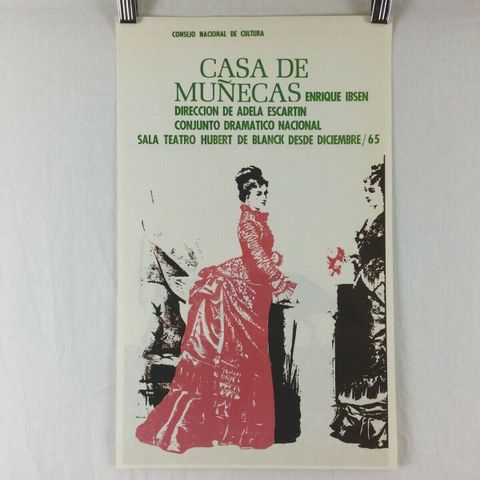 CONSEJO NACIONAL DE CULTURA
CASA DE
MUÑECAS ENRIQUE IBSEN
DIRECCION DE ADELA ESCARTIN
CONJUNTO DRAMATICO NACIONAL
SALA TEATRO HUBERT DE BLANCK DESDE DICIEMBRE/65